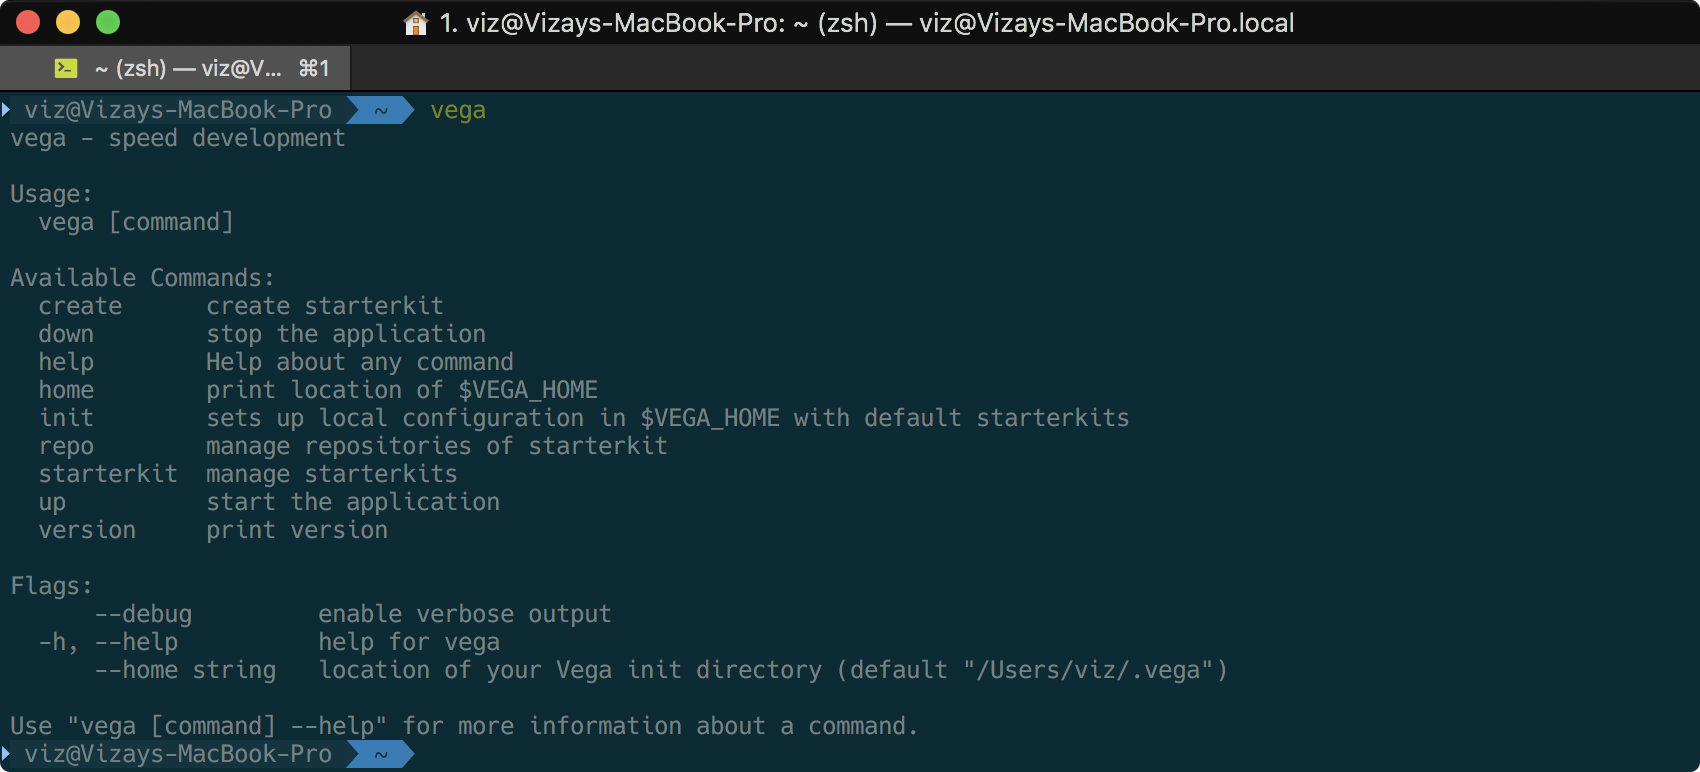 1. viz@Vizays-MacBook-Pro: ~ (zsh) — viz@Vizays-MacBook-Pro.local
~ (zsh) — viz@V... ⌘1
viz@Vizays-MacBook-Pro ~ vega
vega - speed development
Usage:
  vega [command]
Available Commands:
  create      create starterkit
  down        stop the application
  help        Help about any command
  home        print location of $VEGA_HOME
  init        sets up local configuration in $VEGA_HOME with default starterkits
  repo        manage repositories of starterkit
  starterkit  manage starterkits
  up          start the application
  version     print version
Flags:
      --debug         enable verbose output
  -h, --help          help for vega
      --home string   location of your Vega init directory (default "/Users/viz/.vega")
Use "vega [command] --help" for more information about a command.
viz@Vizays-MacBook-Pro ~